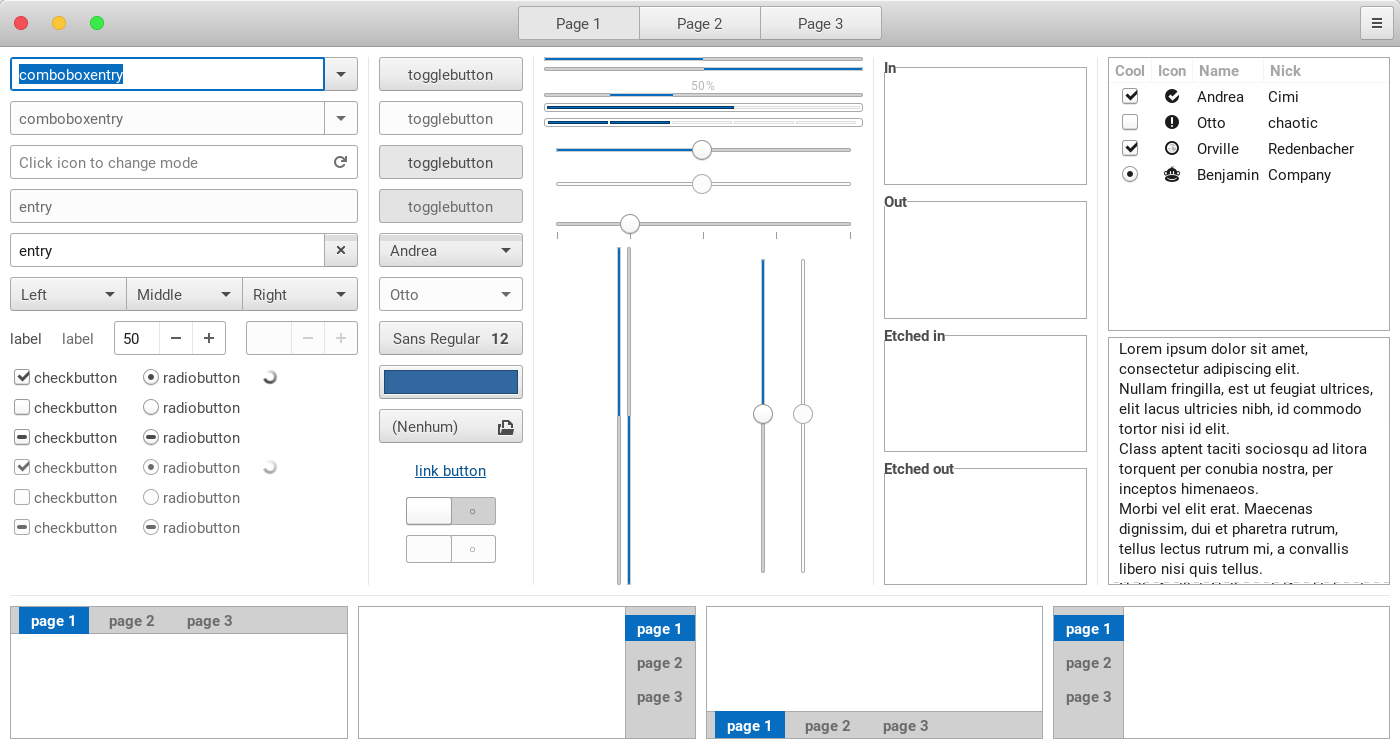 Page 1
Page 2
Page 3
comboboxentry
comboboxentry
Click icon to change mode
entry
entry
Left
Middle
Right
label
label
50
checkbutton
radiobutton
checkbutton
radiobutton
checkbutton
radiobutton
checkbutton
radiobutton
checkbutton
radiobutton
checkbutton
radiobutton
togglebutton
togglebutton
togglebutton
togglebutton
Andrea
Otto
Sans Regular 12
(Nenhum)
link button
50 %
In
Out
Etched in
Etched out
Cool Icon Name Nick
Andrea Cimi
Otto chaotic
Orville Redenbacher
Benjamin Company
Lorem ipsum dolor sit amet,
consectetur adipiscing elit.
Nullam fringilla, est ut feugiat ultrices,
elit lacus ultricies nibh, id commodo
tortor nisi id elit.
Class aptent taciti sociosqu ad litora
torquent per conubia nostra, per
inceptos himenaeos.
Morbi vel elit erat. Maecenas
dignissim, dui et pharetra rutrum,
tellus lectus rutrum mi, a convallis
libero nisi quis tellus.
page 1
page 2
page 3
page 1
page 2
page 3
page 1
page 2
page 3
page 1
page 2
page 3